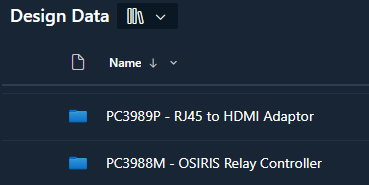 Design Data
Name
PC3989P - RJ45 to HDMI Adaptor
PC3988M - OSIRIS Relay Controller